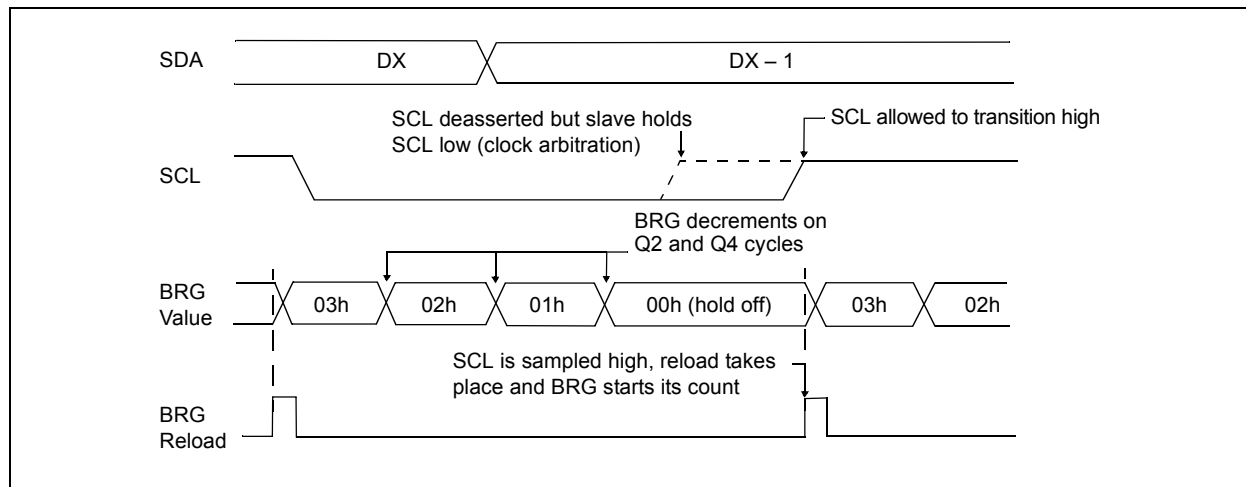 SDA
DX
DX – 1
SCL deasserted but slave holds
SCL low (clock arbitration)
SCL allowed to transition high
SCL
BRG decrements on
Q2 and Q4 cycles
BRG
Value
03h
02h
01h
00h (hold off)
03h
02h
SCL is sampled high, reload takes
place and BRG starts its count
BRG
Reload